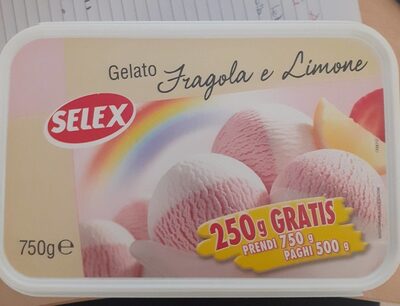 Gelato Fragola e Limone
SELEX
250g GRATIS
PRENDI 750 g
PAGHI 500 g
750g e